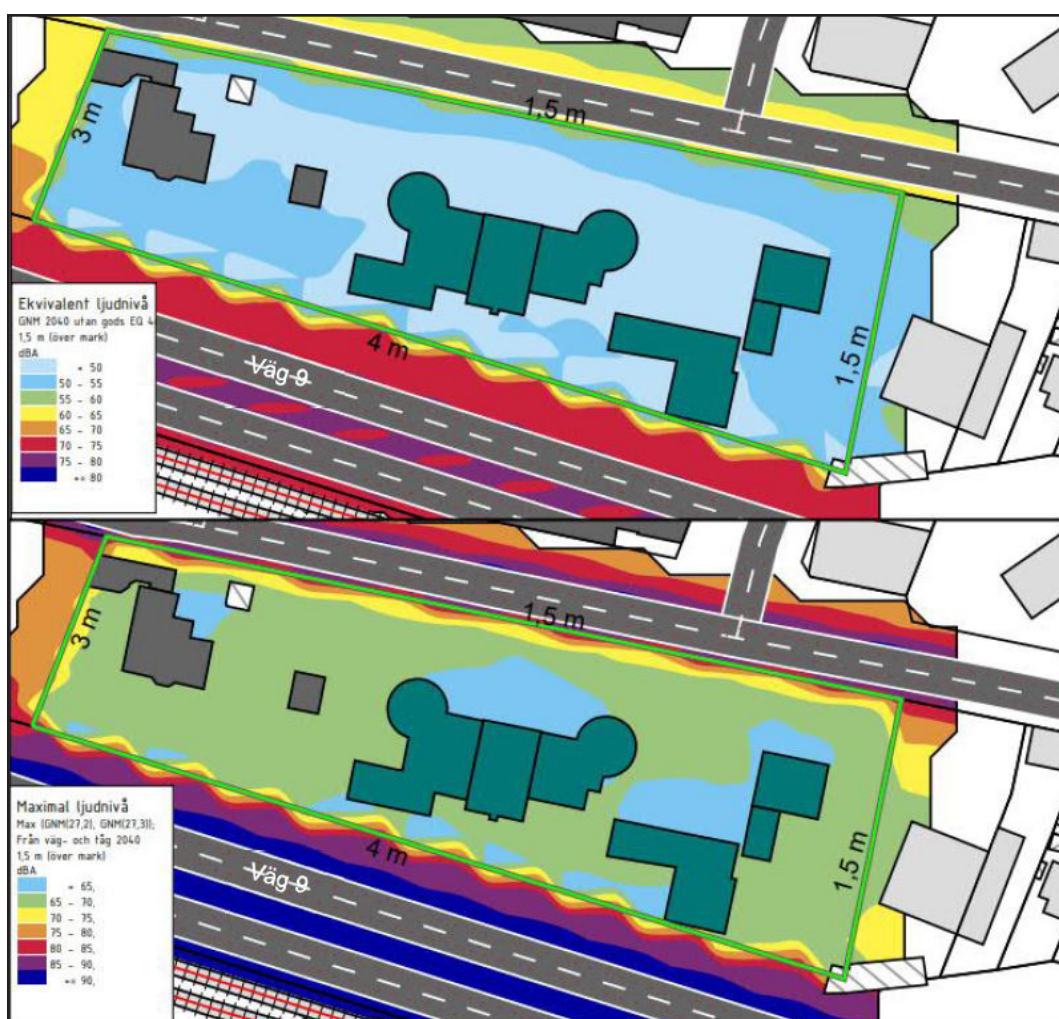 1,5 m
3 m
Ekvivalent ljudnivå
GNM 2040 utan gods EQ 4
1,5 m (över mark)
dBA
< 50
50 - 55
55 - 60
60 - 65
65 - 70
70 - 75
75 - 80
>= 80
Väg 9
4 m
1,5 m
1,5 m
3 m
Maximal ljudnivå
Max (GNM(27,2), GNM(27,3));
Från väg- och tåg 2040
1,5 m (över mark)
dBA
< 65,
65 - 70,
70 - 75,
75 - 80,
80 - 85,
85 - 90,
>= 90,
Väg 9
4 m
1,5 m